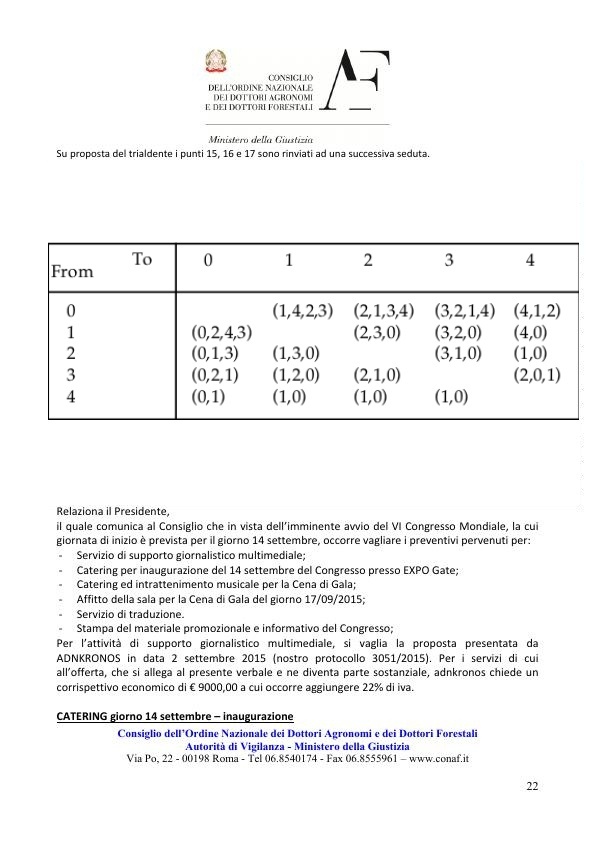 CONSIGLIO
DELL'ORDINE NAZIONALE
DEI DOTTORI AGRONOMI
E DEI DOTTORI FORESTALI
AF
Ministero della Giustizia
Su proposta del trialdente i punti 15, 16 e 17 sono rinviati ad una successiva seduta.
From To 0 1 2 3 4
0 (1,4,2,3) (2,1,3,4) (3,2,1,4) (4,1,2)
1 (0,2,4,3) (2,3,0) (3,2,0) (4,0)
2 (0,1,3) (1,3,0) (3,1,0) (1,0)
3 (0,2,1) (1,2,0) (2,1,0) (2,0,1)
4 (0,1) (1,0) (1,0) (1,0)
Relaziona il Presidente,
il quale comunica al Consiglio che in vista dell'imminente avvio del VI Congresso Mondiale, la cui
giornata di inizio è prevista per il giorno 14 settembre, occorre vagliare i preventivi pervenuti per:
- Servizio di supporto giornalistico multimediale;
- Catering per inaugurazione del 14 settembre del Congresso presso EXPO Gate;
- Catering ed intrattenimento musicale per la Cena di Gala;
- Affitto della sala per la Cena di Gala del giorno 17/09/2015;
- Servizio di traduzione.
- Stampa del materiale promozionale e informativo del Congresso;
Per l'attività di supporto giornalistico multimediale, si vaglia la proposta presentata da
ADNKRONOS in data 2 settembre 2015 (nostro protocollo 3051/2015). Per i servizi di cui
all'offerta, che si allega al presente verbale e ne diventa parte sostanziale, adnkronos chiede un
corrispettivo economico di € 9000,00 a cui occorre aggiungere 22% di iva.
CATERING giorno 14 settembre – inaugurazione
Consiglio dell'Ordine Nazionale dei Dottori Agronomi e dei Dottori Forestali
Autorità di Vigilanza - Ministero della Giustizia
Via Po, 22 - 00198 Roma - Tel 06.8540174 - Fax 06.8555961 – www.conaf.it
22